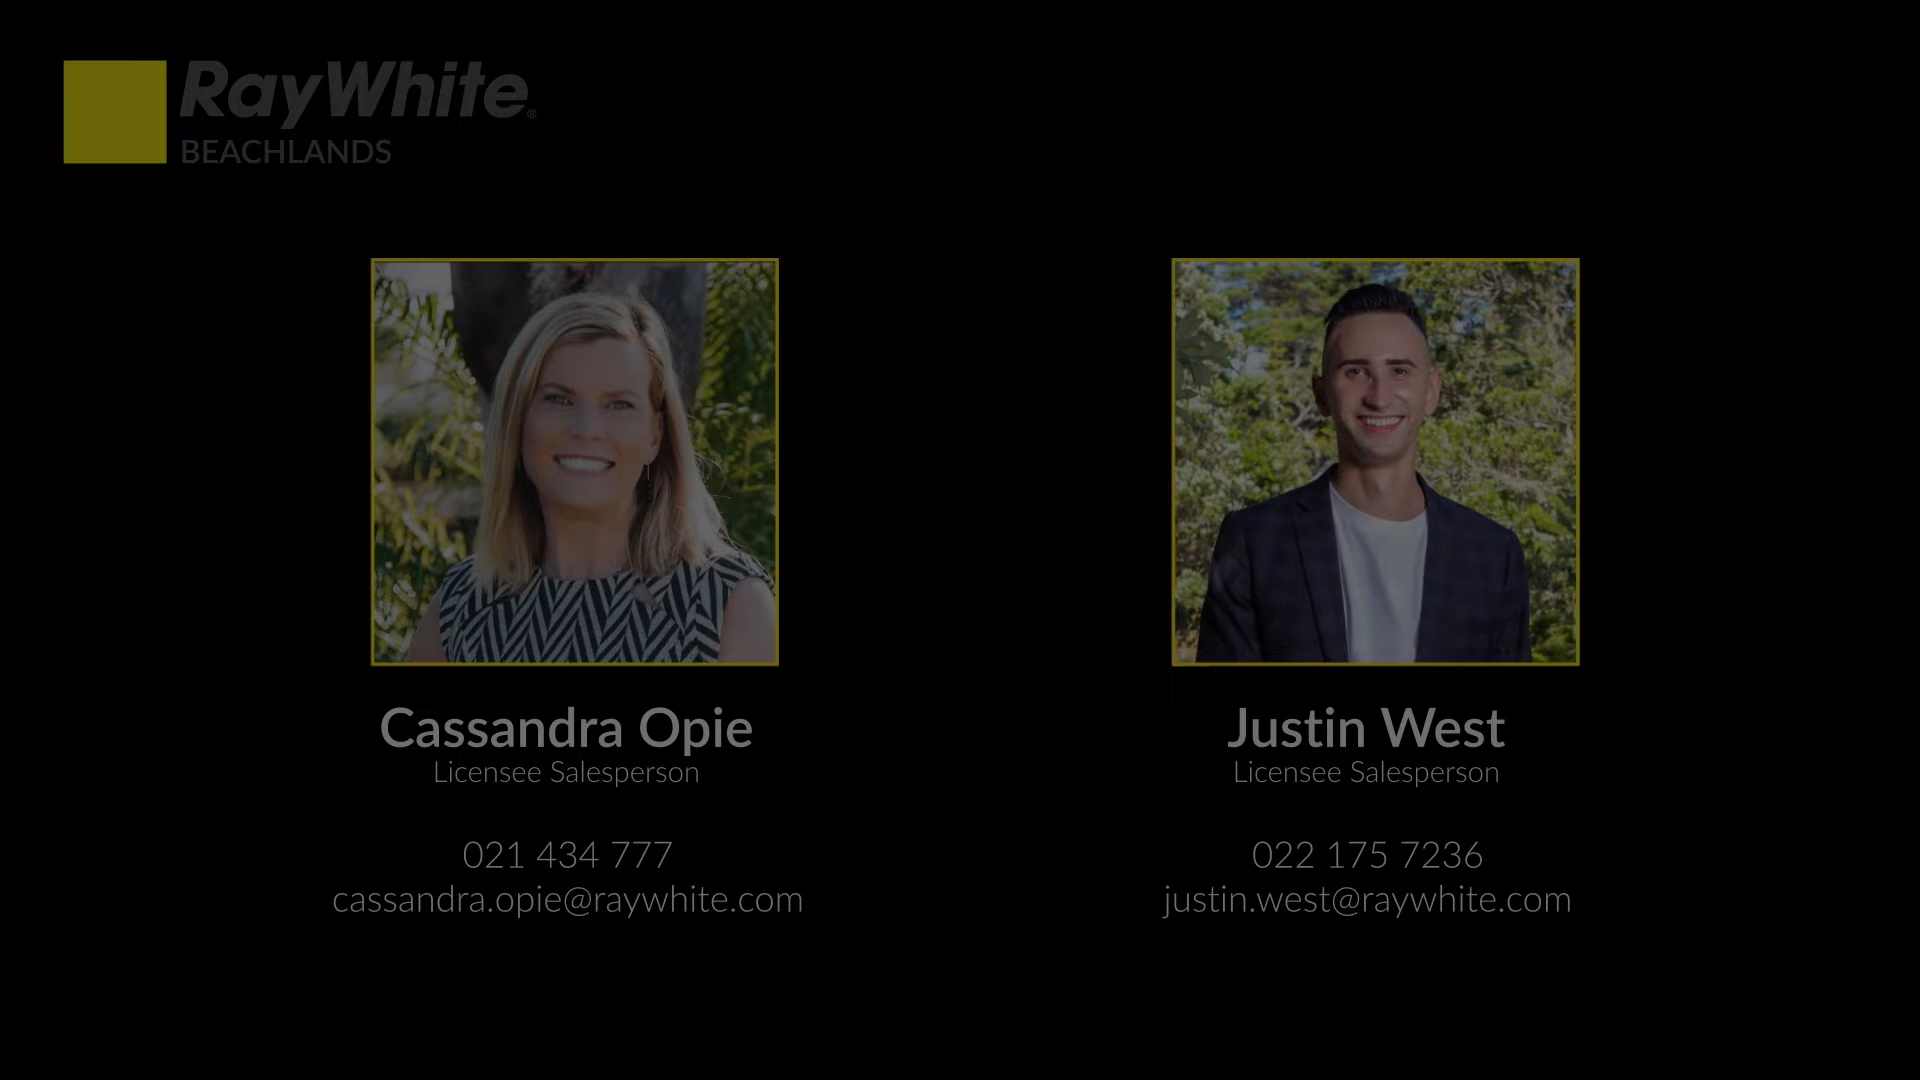 RayWhite®
BEACHLANDS
Cassandra Opie
Licensee Salesperson
021 434 777
cassandra.opie@raywhite.com
Justin West
Licensee Salesperson
022 175 7236
justin.west@raywhite.com